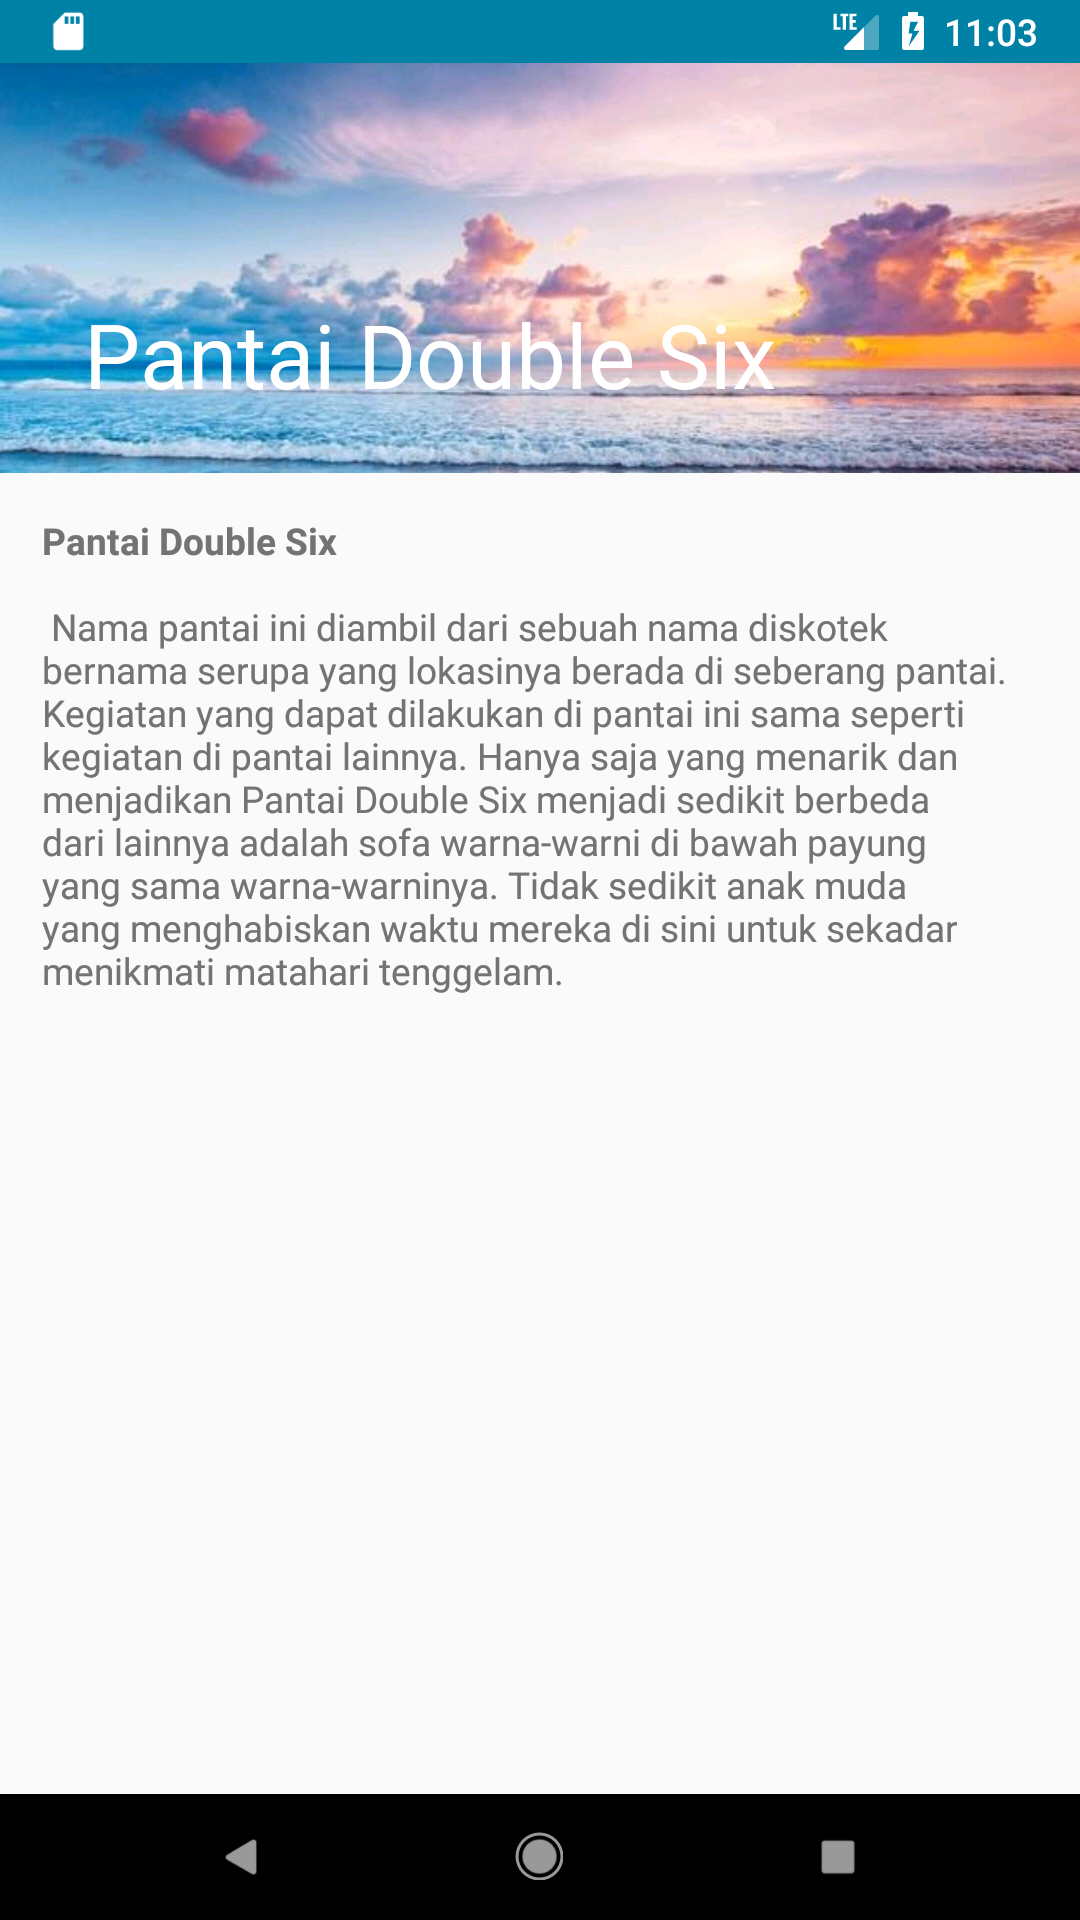 LTE 11:03
Pantai Double Six
Pantai Double Six
Nama pantai ini diambil dari sebuah nama diskotek
bernama serupa yang lokasinya berada di seberang pantai.
Kegiatan yang dapat dilakukan di pantai ini sama seperti
kegiatan di pantai lainnya. Hanya saja yang menarik dan
menjadikan Pantai Double Six menjadi sedikit berbeda
dari lainnya adalah sofa warna-warni di bawah payung
yang sama warna-warninya. Tidak sedikit anak muda
yang menghabiskan waktu mereka di sini untuk sekadar
menikmati matahari tenggelam.